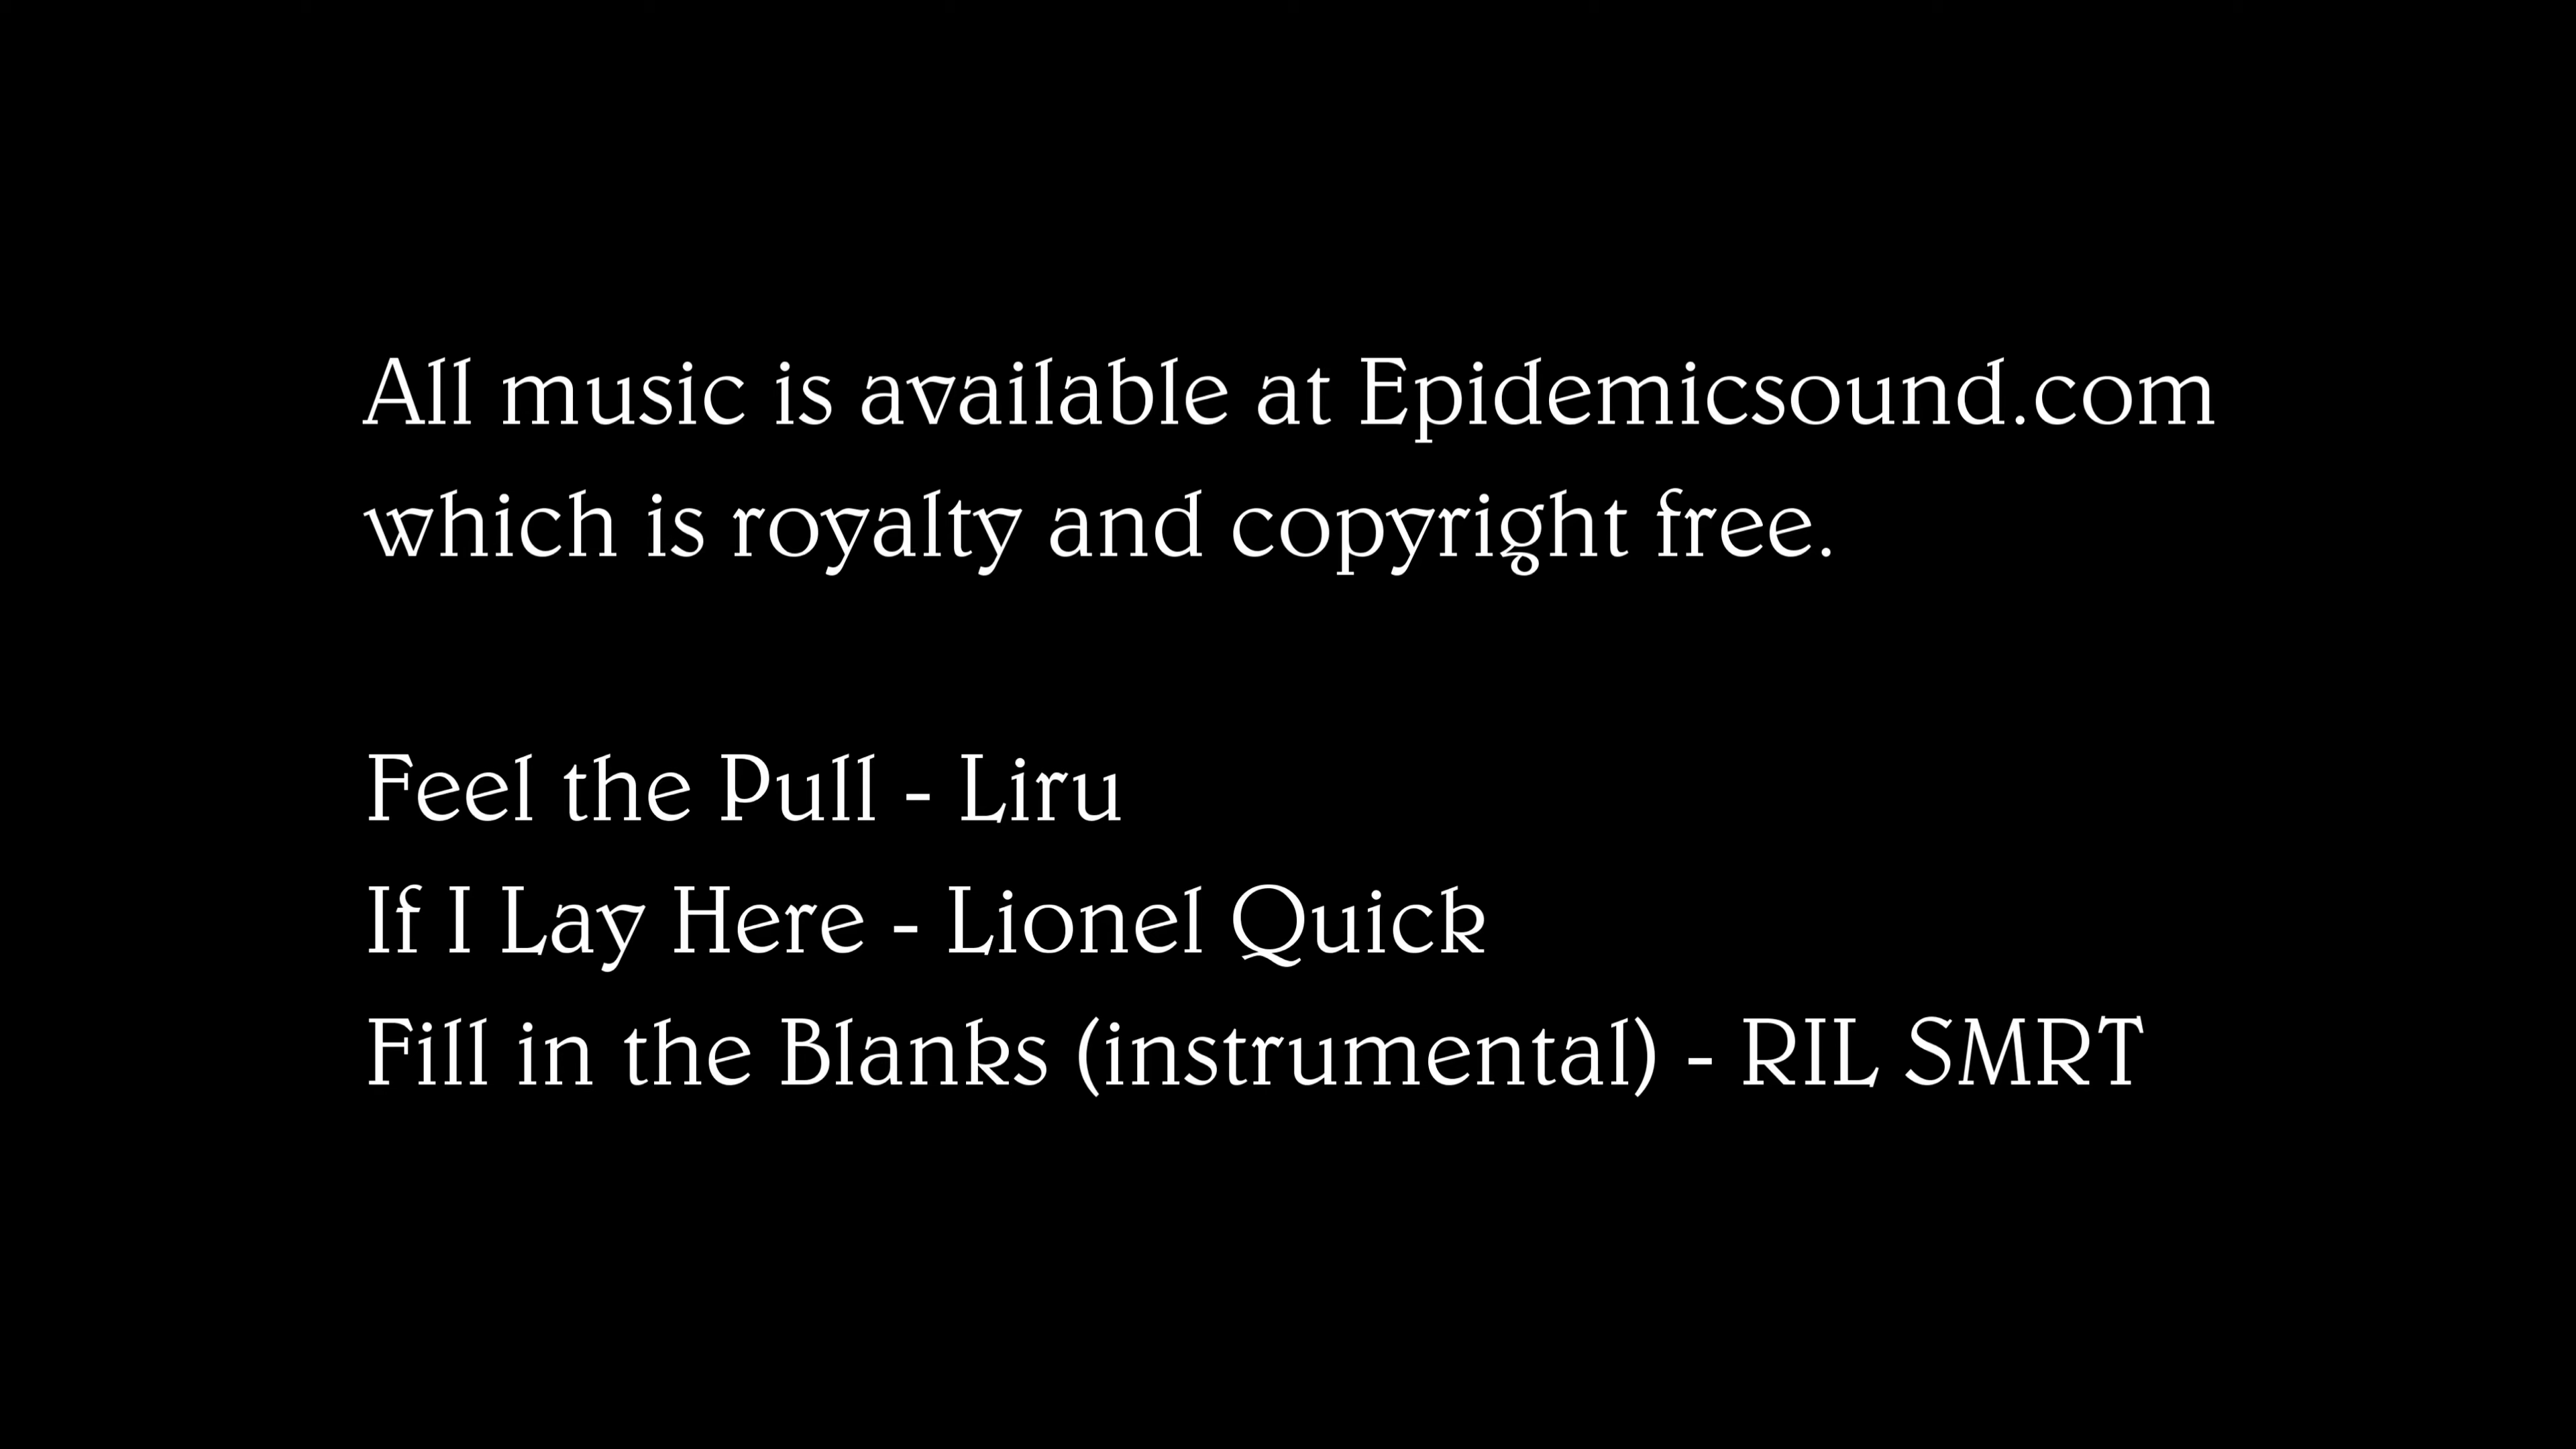 All music is available at Epidemicsound.com
which is royalty and copyright free.
Feel the Pull - Liru
If I Lay Here - Lionel Quick
Fill in the Blanks (instrumental) - RIL SMRT